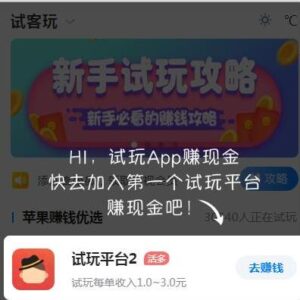 试客玩
新手试玩攻略
新手必看的赚钱攻略
HI，试玩App赚现金
快去加入第一个试玩平台
赚现金吧！
攻略
苹果赚钱优选
40人正在试玩
试玩平台2 活多
去赚钱
试玩每单收入1.0~3.0元